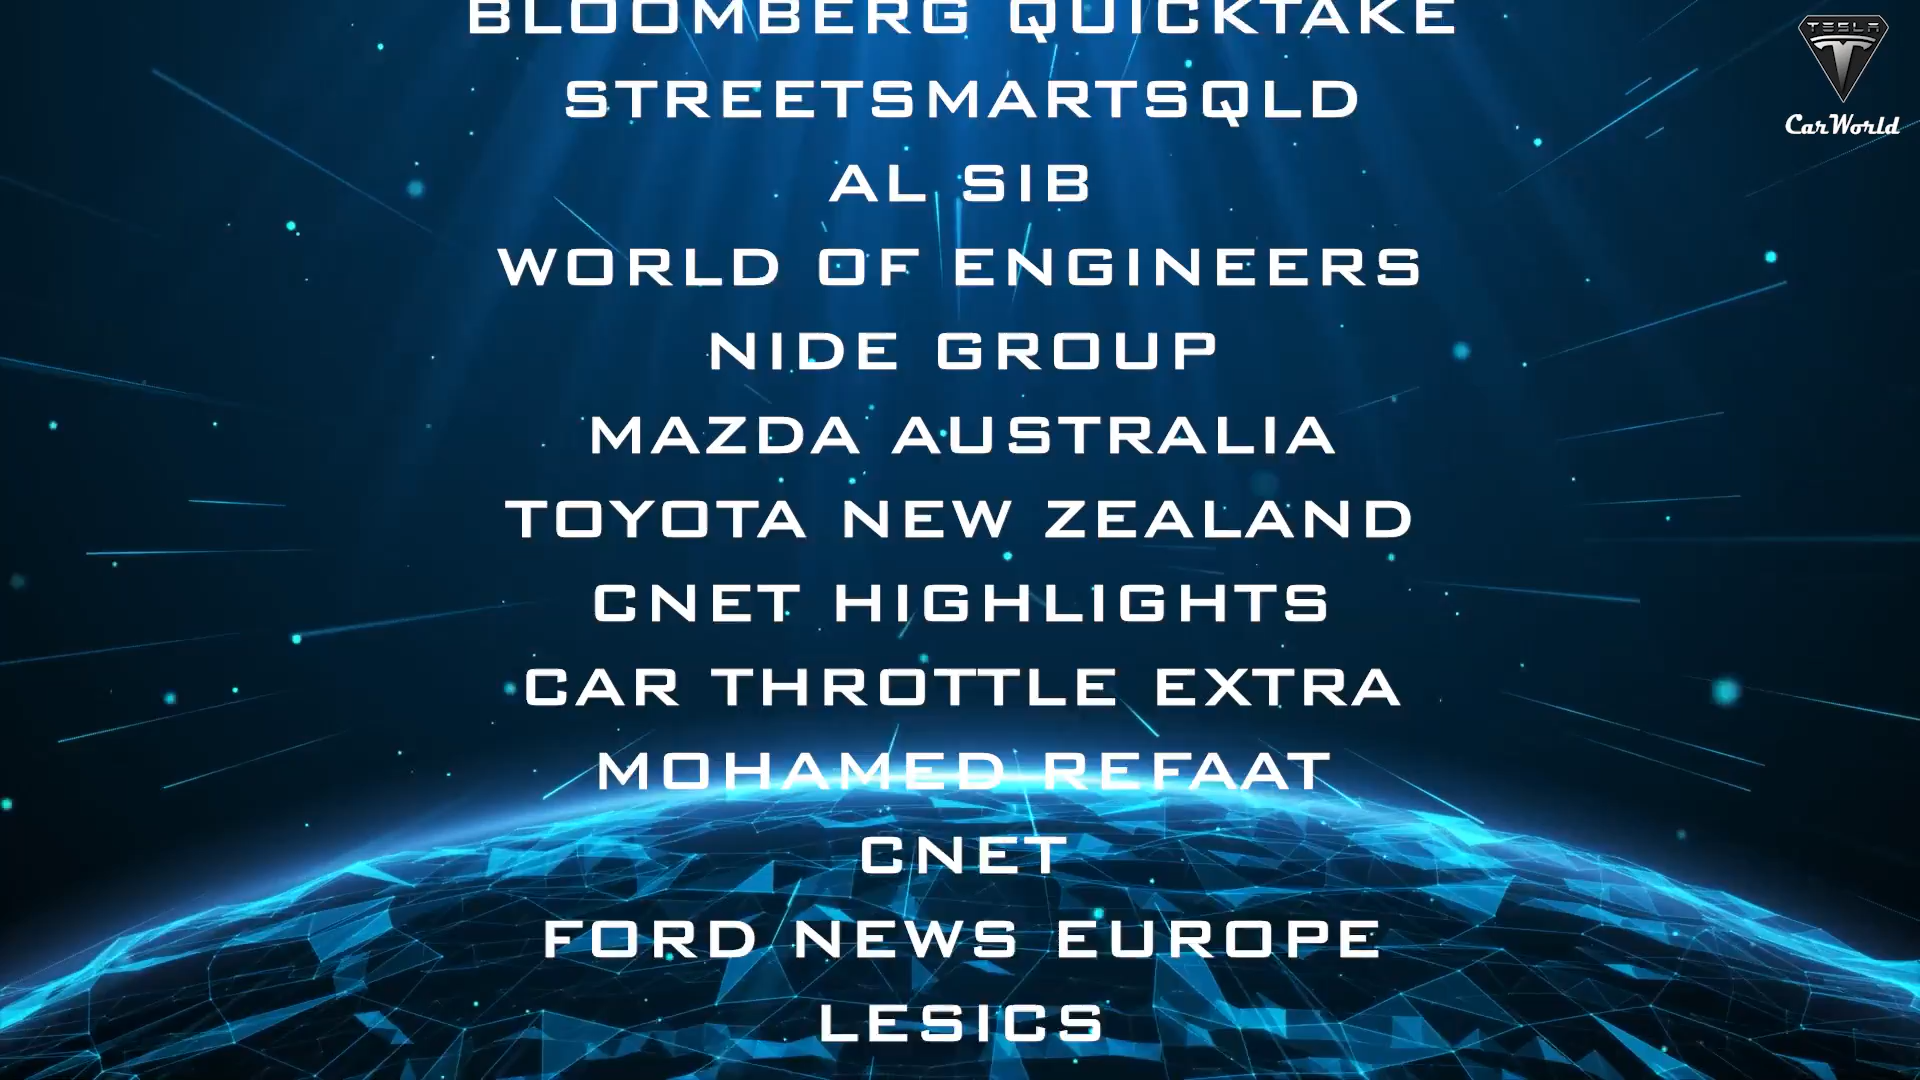 BLOOMBERG QUICKTAKE
TESLA
CarWorld
STREETSMARTSQLD
AL SIB
WORLD OF ENGINEERS
NIDE GROUP
MAZDA AUSTRALIA
TOYOTA NEW ZEALAND
CNET HIGHLIGHTS
CAR THROTTLE EXTRA
MOHAMED REFAAT
CNET
FORD NEWS EUROPE
LESICS